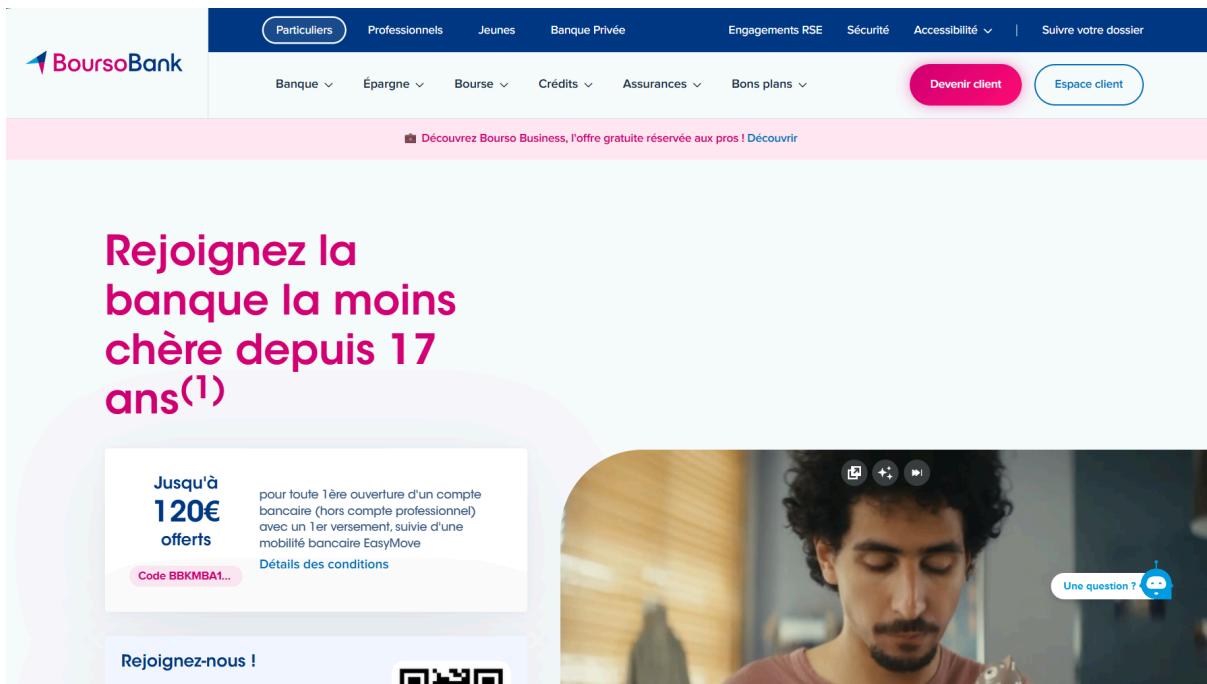 BoursoBank
Particuliers Professionnels Jeunes Banque Privée Engagements RSE Sécurité Accessibilité | Suivre votre dossier
Banque Épargne Bourse Crédits Assurances Bons plans Devenir client Espace client
Découvrez Bourso Business, l'offre gratuite réservée aux pros ! Découvrir
Rejoignez la
banque la moins
chère depuis 17
ans(1)
Jusqu'à
120€
offerts
Code BBKMBA1...
pour toute 1ère ouverture d'un compte
bancaire (hors compte professionnel)
avec un 1er versement, suivie d'une
mobilité bancaire EasyMove
Détails des conditions
Une question ?
Rejoignez-nous !